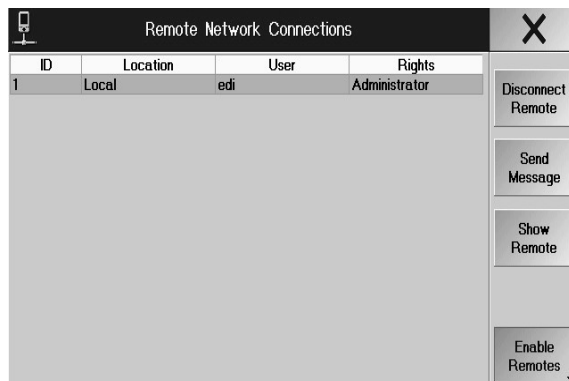 Remote Network Connections
ID Location User Rights
1 Local edi Administrator
Disconnect
Remote
Send
Message
Show
Remote
Enable
Remotes